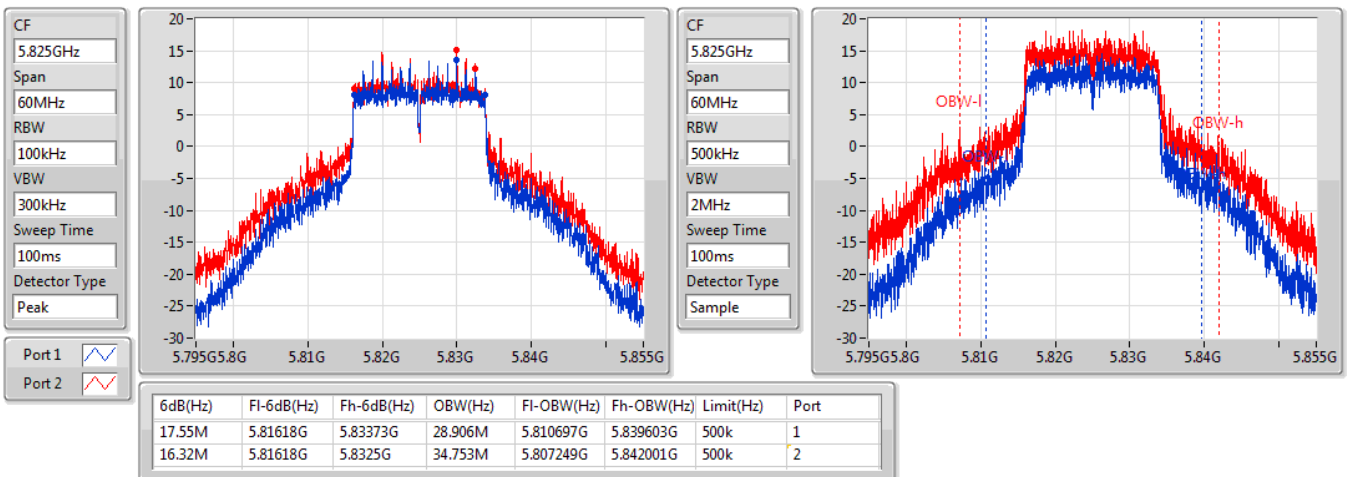 CF
5.825GHz
Span
60MHz
RBW
100kHz
VBW
300kHz
Sweep Time
100ms
Detector Type
Peak
Port 1
Port 2
20
15
10
5
0
-5
-10
-15
-20
-25
-30
5.795G 5.8G 5.81G 5.82G 5.83G 5.84G 5.855G
CF
5.825GHz
Span
60MHz
RBW
500kHz
VBW
2MHz
Sweep Time
100ms
Detector Type
Sample
20
15
10
5
0
-5
-10
-15
-20
-25
-30
OBW-l
OBW-h
5.795G 5.8G 5.81G 5.82G 5.83G 5.84G 5.855G
6dB(Hz) Fl-6dB(Hz) Fh-6dB(Hz) OBW(Hz) Fl-OBW(Hz) Fh-OBW(Hz) Limit(Hz) Port
17.55M 5.81618G 5.83373G 28.906M 5.810697G 5.839603G 500k 1
16.32M 5.81618G 5.8325G 34.753M 5.807249G 5.842001G 500k 2